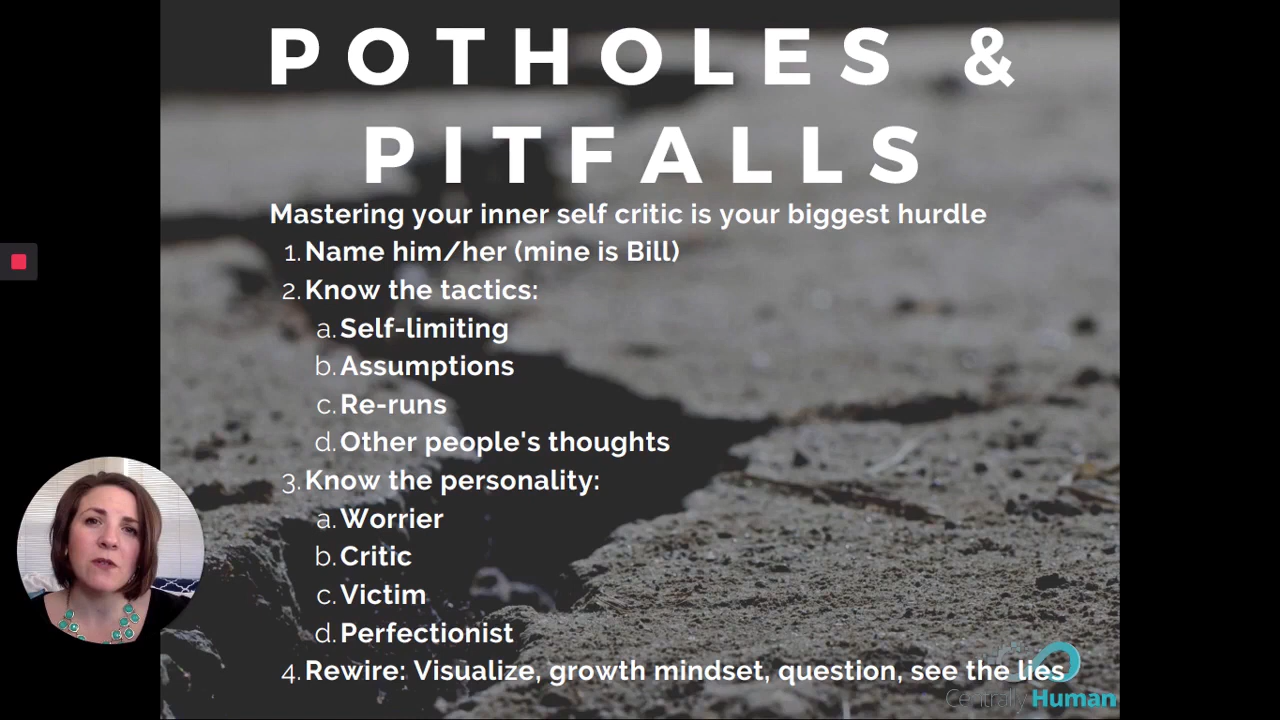 POTHOLES &
PITFALLS
Mastering your inner self critic is your biggest hurdle
1. Name him/her (mine is Bill)
2. Know the tactics:
a. Self-limiting
b. Assumptions
c. Re-runs
d. Other people's thoughts
3. Know the personality:
a. Worrier
b. Critic
c. Victim
d. Perfectionist
4. Rewire: Visualize, growth mindset, question, see the lies
Centrally Human